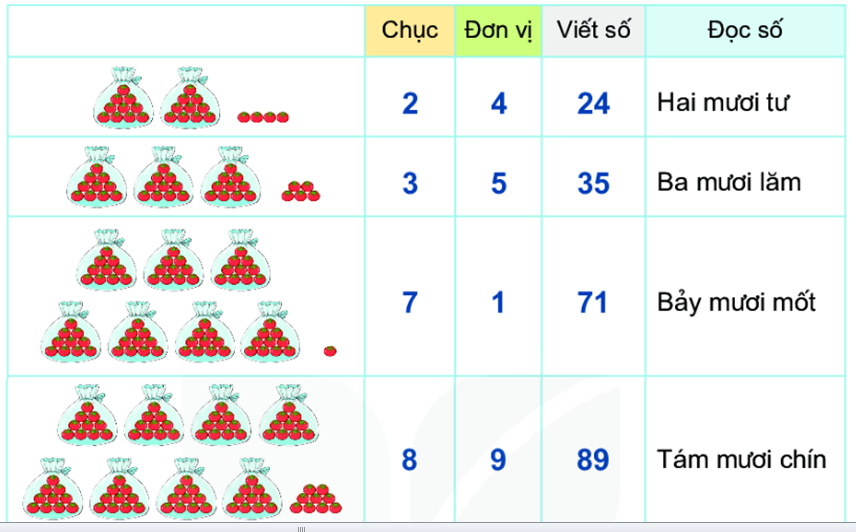 Chục Đơn vị Viết số Đọc số
2 4 24 Hai mươi tư
3 5 35 Ba mươi lăm
7 1 71 Bảy mươi mốt
8 9 89 Tám mươi chín